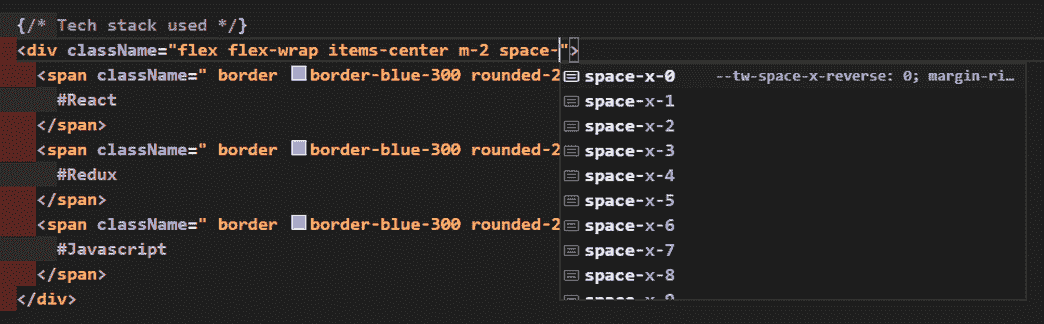 {/* Tech stack used */}
<div className="flex flex-wrap items-center m-2 space-">
<span className=" border border-blue-300 rounded-2
space-x-0 --tw-space-x-reverse: 0; margin-ri…
#React
space-x-1
</span>
space-x-2
<span className=" border border-blue-300 rounded-2
space-x-3
#Redux
space-x-4
</span>
space-x-5
<span className=" border border-blue-300 rounded-2
space-x-6
#Javascript
space-x-7
</span>
space-x-8
</div>
space-x-9